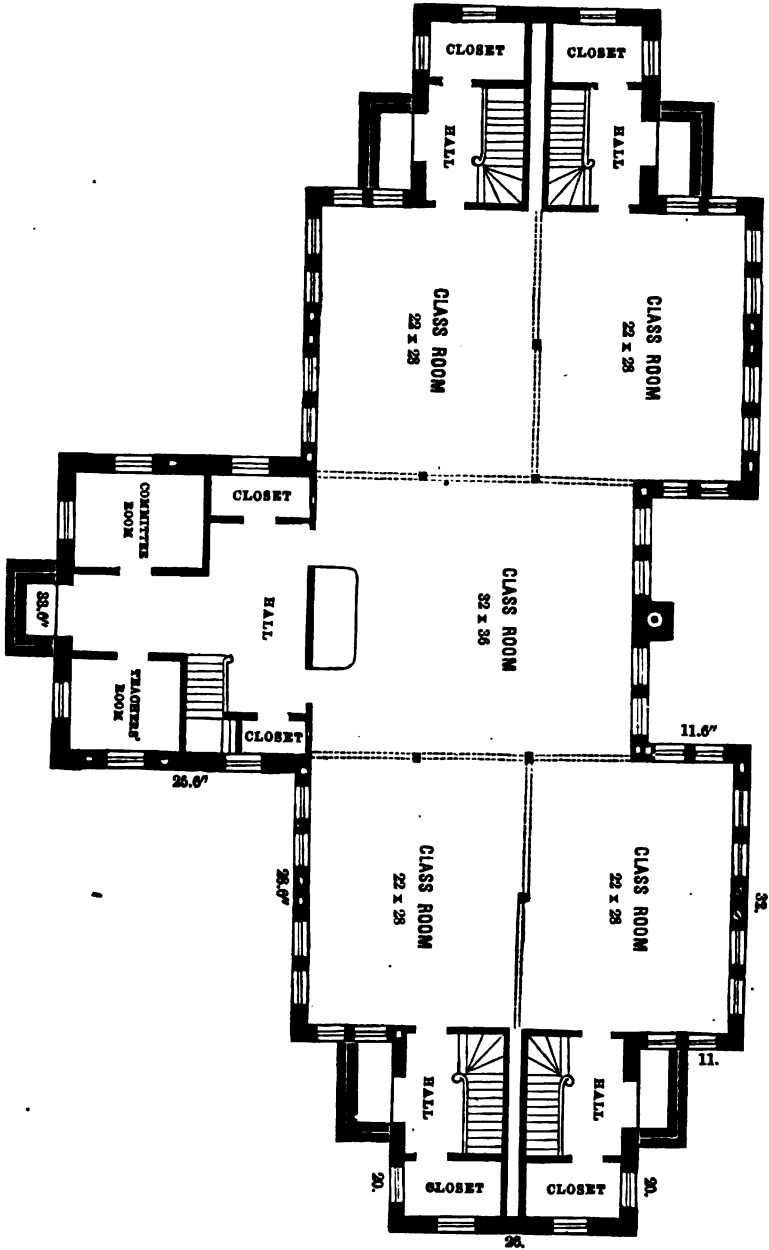 CLOSET
CLOSET
HALL
HALL
CLASS ROOM
22 x 28
CLASS ROOM
22 x 28
CLOSET
COMMITTEE
ROOM
HALL
CLASS ROOM
32 x 36
33.6"
TEACHERS'
ROOM
CLOSET
11.6"
25.6"
CLASS ROOM
22 x 28
CLASS ROOM
22 x 28
28.6"
32.
11.
HALL
HALL
20.
CLOSET
CLOSET
20.
26.